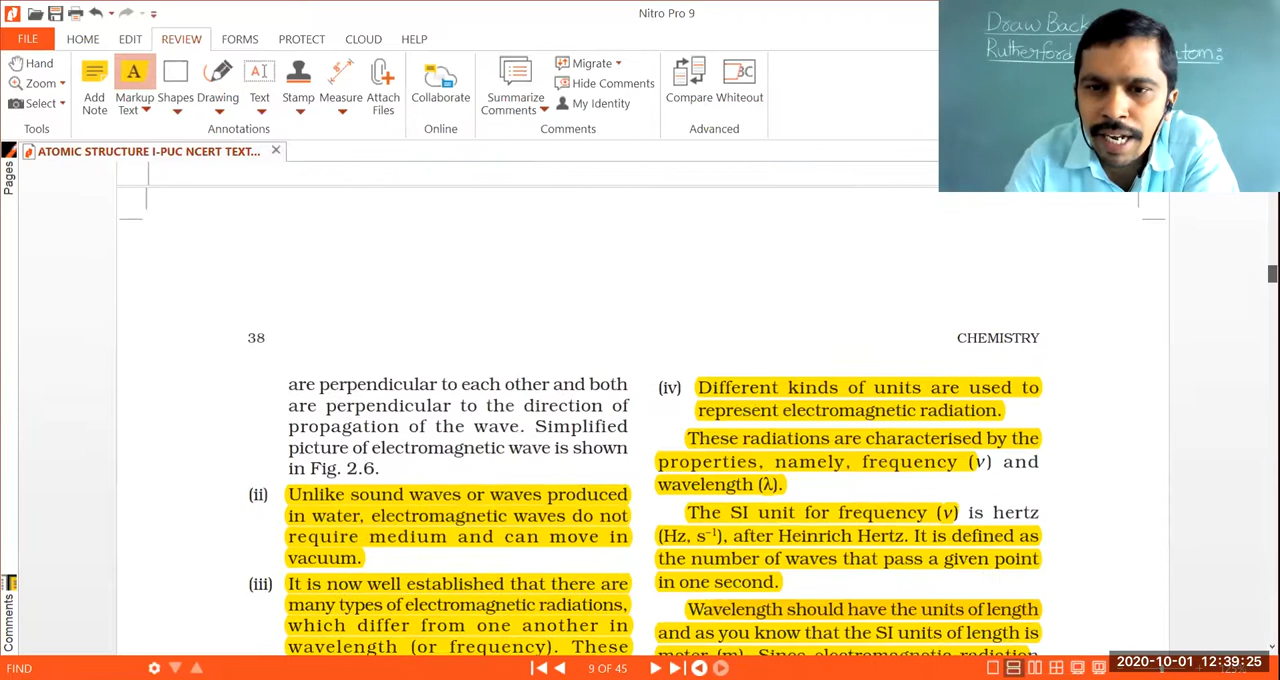 Nitro Pro 9
FILE
HOME
EDIT
REVIEW
FORMS
PROTECT
CLOUD
HELP
Hand
Zoom
Select
Tools
Add Note
Markup Text
Shapes
Drawing
Text
Stamp
Measure
Attach Files
Annotations
Collaborate
Online
Summarize Comments
Migrate
Hide Comments
My Identity
Comments
Compare
Whiteout
Advanced
Draw Back
Rutherford
atom:
ATOMIC STRUCTURE I-PUC NCERT TEXT...
Pages
38
CHEMISTRY
are perpendicular to each other and both
are perpendicular to the direction of
propagation of the wave. Simplified
picture of electromagnetic wave is shown
in Fig. 2.6.
(ii) Unlike sound waves or waves produced
in water, electromagnetic waves do not
require medium and can move in
vacuum.
(iii) It is now well established that there are
many types of electromagnetic radiations,
which differ from one another in
wavelength (or frequency). These
(iv) Different kinds of units are used to
represent electromagnetic radiation.
These radiations are characterised by the
properties, namely, frequency (ν) and
wavelength (λ).
The SI unit for frequency (ν) is hertz
(Hz, s⁻¹), after Heinrich Hertz. It is defined as
the number of waves that pass a given point
in one second.
Wavelength should have the units of length
and as you know that the SI units of length is
meter (m). Since electromagnetic radiation
Comments
FIND
9 OF 45
2020-10-01 12:39:25